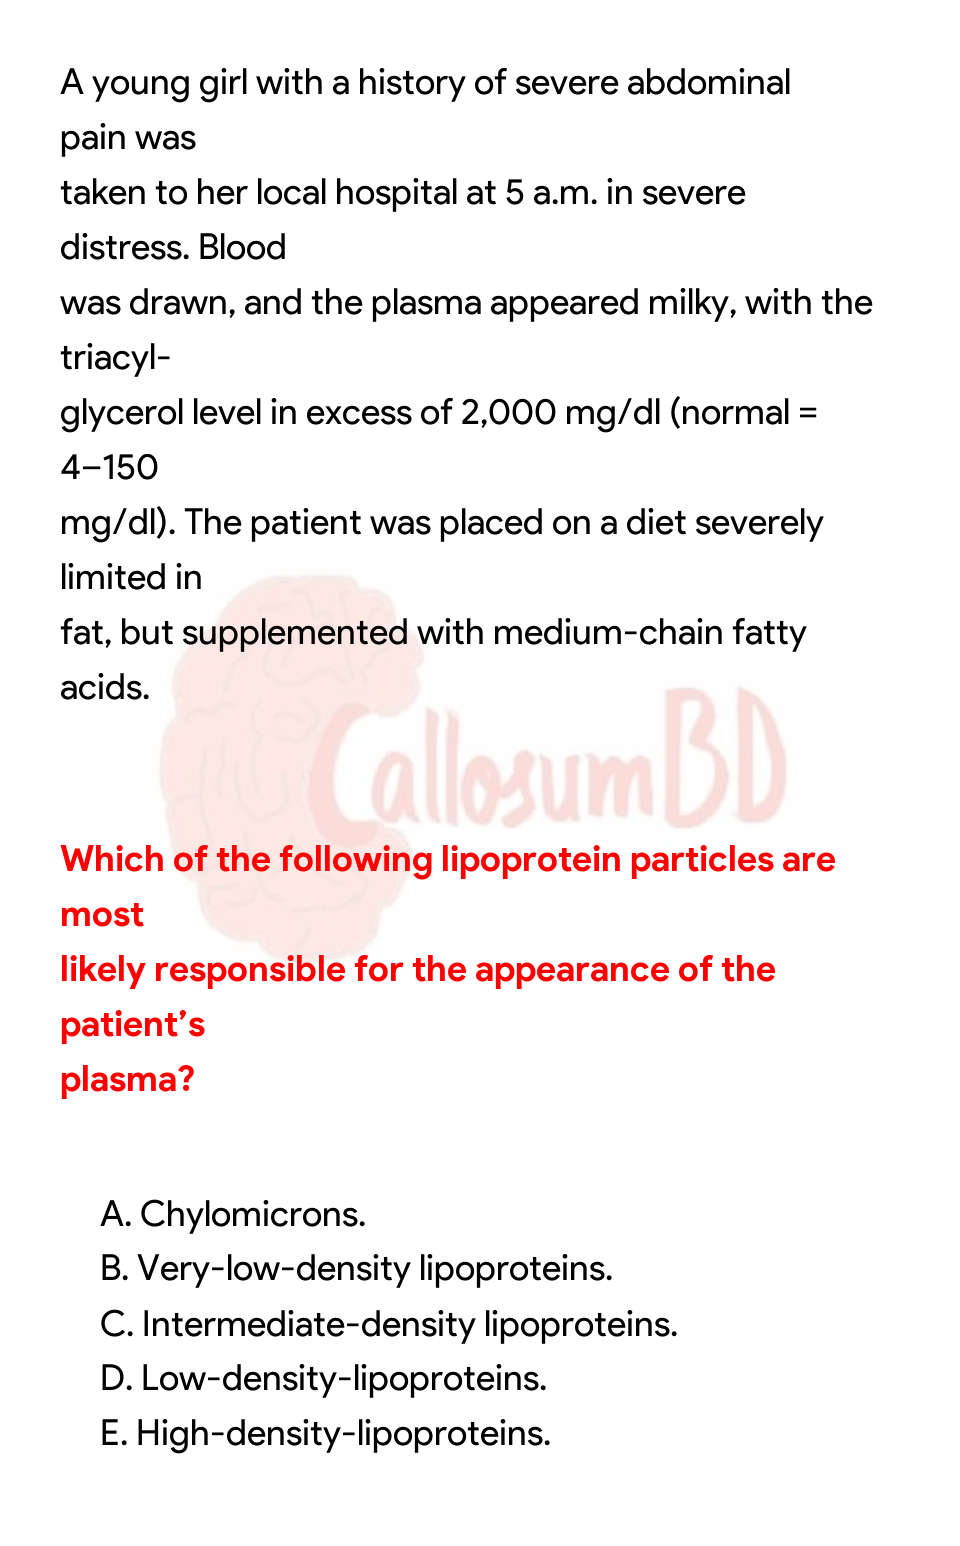 A young girl with a history of severe abdominal
pain was
taken to her local hospital at 5 a.m. in severe
distress. Blood
was drawn, and the plasma appeared milky, with the
triacyl-
glycerol level in excess of 2,000 mg/dl (normal =
4–150
mg/dl). The patient was placed on a diet severely
limited in
fat, but supplemented with medium-chain fatty
acids.
CallosumBD
Which of the following lipoprotein particles are
most
likely responsible for the appearance of the
patient’s
plasma?
A. Chylomicrons.
B. Very-low-density lipoproteins.
C. Intermediate-density lipoproteins.
D. Low-density-lipoproteins.
E. High-density-lipoproteins.